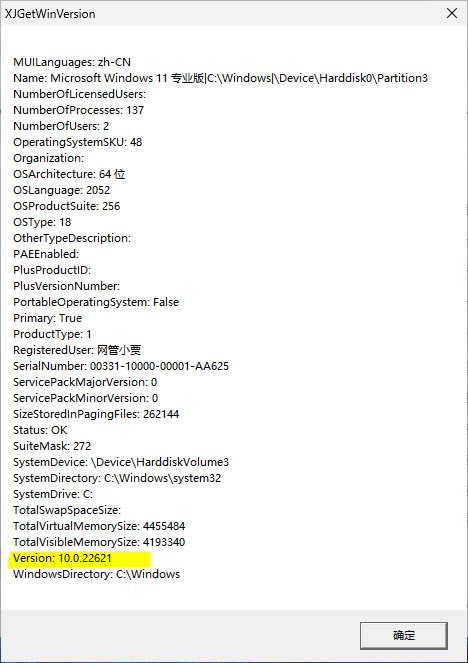 XJGetWinVersion
MUILanguages: zh-CN
Name: Microsoft Windows 11 专业版|C:\Windows|\Device\Harddisk0\Partition3
NumberOfLicensedUsers:
NumberOfProcesses: 137
NumberOfUsers: 2
OperatingSystemSKU: 48
Organization:
OSArchitecture: 64 位
OSLanguage: 2052
OSProductSuite: 256
OSType: 18
OtherTypeDescription:
PAEEnabled:
PlusProductID:
PlusVersionNumber:
PortableOperatingSystem: False
Primary: True
ProductType: 1
RegisteredUser: 网管小贾
SerialNumber: 00331-10000-00001-AA625
ServicePackMajorVersion: 0
ServicePackMinorVersion: 0
SizeStoredInPagingFiles: 262144
Status: OK
SuiteMask: 272
SystemDevice: \Device\HarddiskVolume3
SystemDirectory: C:\Windows\system32
SystemDrive: C:
TotalSwapSpaceSize:
TotalVirtualMemorySize: 4455484
TotalVisibleMemorySize: 4193340
Version: 10.0.22621
WindowsDirectory: C:\Windows
确定